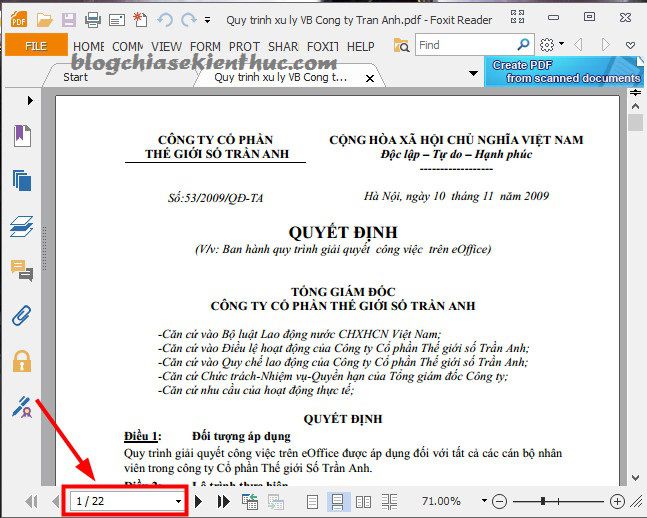 Quy trinh xu ly VB Cong ty Tran Anh.pdf - Foxit Reader
PDF
FILE HOME COMM VIEW FORM PROT SHAR FOXIT HELP Find
blogchiasekienthuc.com
Start Quy trinh xu ly VB Cong t...
Create PDF
from scanned documents
CÔNG TY CỔ PHẦN
THẾ GIỚI SỐ TRẦN ANH
CỘNG HÒA XÃ HỘI CHỦ NGHĨA VIỆT NAM
Độc lập – Tự do – Hạnh phúc
------------------
Số:53/2009/QĐ-TA
Hà Nội, ngày 10 tháng 11 năm 2009
QUYẾT ĐỊNH
(V/v: Ban hành quy trình giải quyết công việc trên eOffice)
TỔNG GIÁM ĐỐC
CÔNG TY CỔ PHẦN THẾ GIỚI SỐ TRẦN ANH
-Căn cứ vào Bộ luật Lao động nước CHXHCN Việt Nam;
-Căn cứ vào Điều lệ hoạt động của Công ty Cổ phần Thế giới số Trần Anh;
-Căn cứ vào Quy chế lao động của Công ty Cổ phần Thế giới số Trần Anh;
-Căn cứ Chức trách-Nhiệm vụ-Quyền hạn của Tổng giám đốc Công ty;
-Căn cứ nhu cầu của hoạt động thực tế;
QUYẾT ĐỊNH
Điều 1: Đối tượng áp dụng
Quy trình giải quyết công việc trên eOffice được áp dụng đối với tất cả các cán bộ nhân
viên trong công ty Cổ phần Thế giới Số Trần Anh.
Điều 2: Lộ trình thực hiện
1 / 22
71.00%